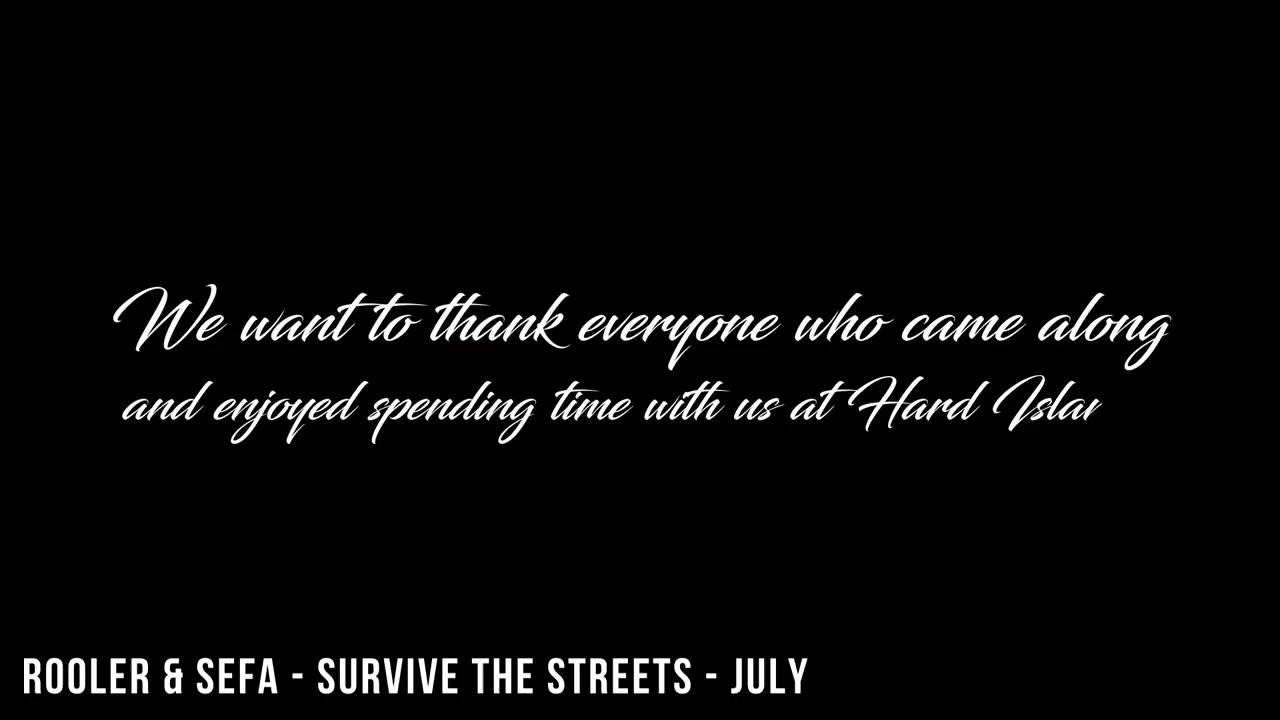 We want to thank everyone who came along
and enjoyed spending time with us at Hard Islan
ROOLER & SEFA - SURVIVE THE STREETS - JULY